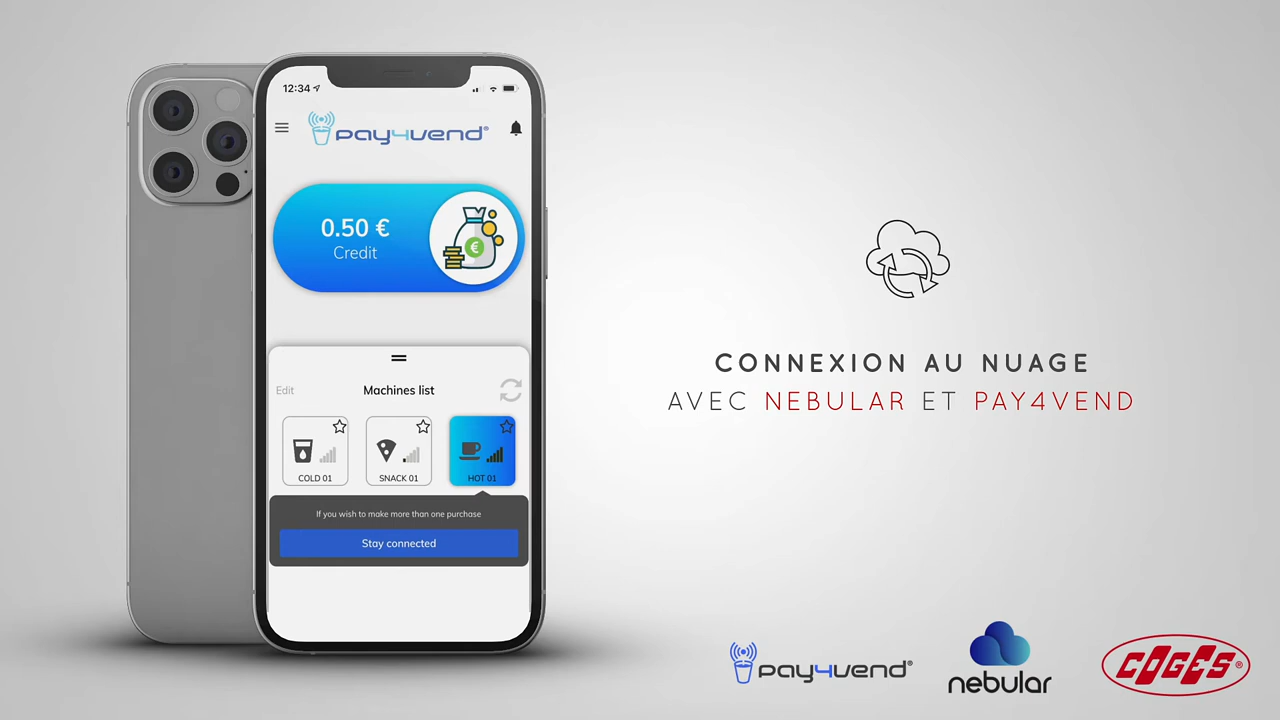 12:34
pay4vend®
0.50 €
Credit
€
Edit
Machines list
COLD 01
SNACK 01
HOT 01
If you wish to make more than one purchase
Stay connected
CONNEXION AU NUAGE
AVEC NEBULAR ET PAY4VEND
pay4vend®
nebular
COGES®